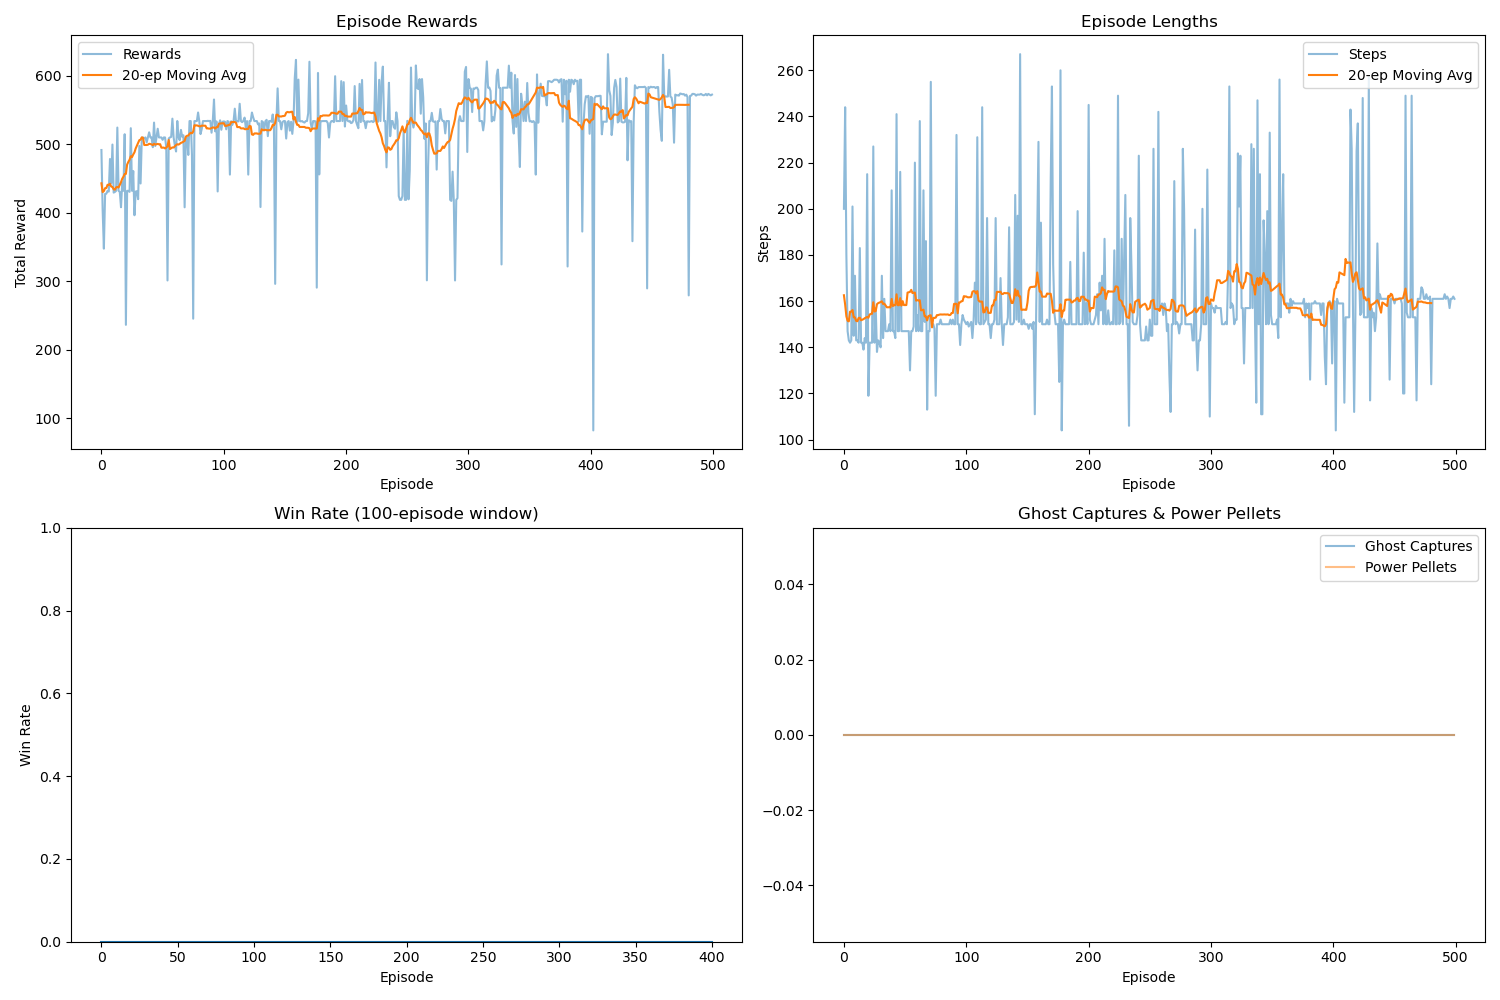 Episode Rewards
Rewards
20-ep Moving Avg
600
500
400
300
200
100
Total Reward
0 100 200 300 400 500
Episode
Episode Lengths
Steps
20-ep Moving Avg
260
240
220
200
180
160
140
120
100
Steps
0 100 200 300 400 500
Episode
Win Rate (100-episode window)
1.0
0.8
0.6
0.4
0.2
0.0
Win Rate
0 50 100 150 200 250 300 350 400
Episode
Ghost Captures & Power Pellets
Ghost Captures
Power Pellets
0.04
0.02
0.00
−0.02
−0.04
0 100 200 300 400 500
Episode